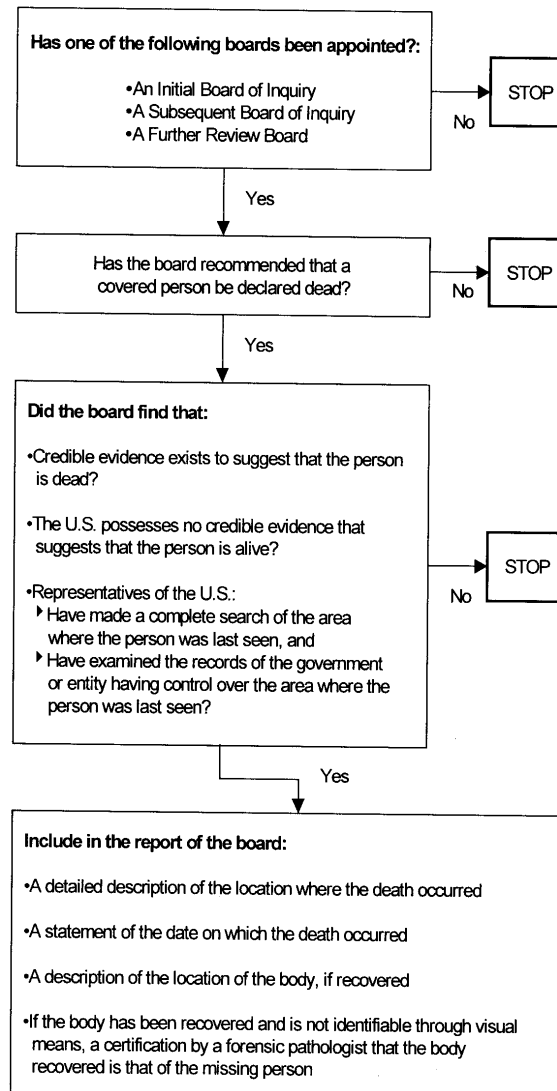 Has one of the following boards been appointed?:
•An Initial Board of Inquiry
•A Subsequent Board of Inquiry
•A Further Review Board
STOP
No
Yes
Has the board recommended that a
covered person be declared dead?
STOP
No
Yes
Did the board find that:
•Credible evidence exists to suggest that the person
is dead?
•The U.S. possesses no credible evidence that
suggests that the person is alive?
•Representatives of the U.S.:
Have made a complete search of the area
where the person was last seen, and
Have examined the records of the government
or entity having control over the area where the
person was last seen?
STOP
No
Yes
Include in the report of the board:
•A detailed description of the location where the death occurred
•A statement of the date on which the death occurred
•A description of the location of the body, if recovered
•If the body has been recovered and is not identifiable through visual
means, a certification by a forensic pathologist that the body
recovered is that of the missing person